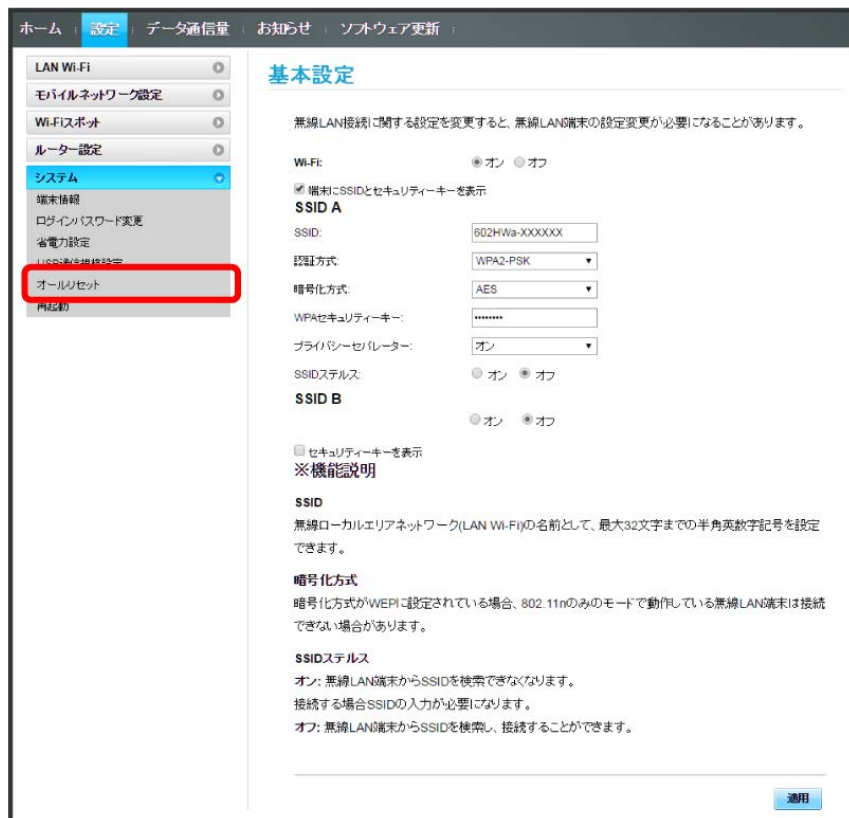 ホーム 設定 データ通信量 お知らせ ソフトウェア更新
LAN Wi-Fi
モバイルネットワーク設定
Wi-Fiスポット
ルーター設定
システム
端末情報
ログインパスワード変更
省電力設定
USB通信規格設定
オールリセット
再起動
基本設定
無線LAN接続に関する設定を変更すると、無線LAN端末の設定変更が必要になることがあります。
Wi-Fi: オン オフ
端末にSSIDとセキュリティーキーを表示
SSID A
SSID: 602HWa-XXXXXX
認証方式: WPA2-PSK
暗号化方式: AES
WPAセキュリティーキー: ••••••••
プライバシーセパレーター: オン
SSIDステルス: オン オフ
SSID B
オン オフ
セキュリティーキーを表示
※機能説明
SSID
無線ローカルエリアネットワーク(LAN Wi-Fi)の名前として、最大32文字までの半角英数字記号を設定
できます。
暗号化方式
暗号化方式がWEPに設定されている場合、802.11nのみのモードで動作している無線LAN端末は接続
できない場合があります。
SSIDステルス
オン: 無線LAN端末からSSIDを検索できなくなります。
接続する場合SSIDの入力が必要になります。
オフ: 無線LAN端末からSSIDを検索し、接続することができます。
適用